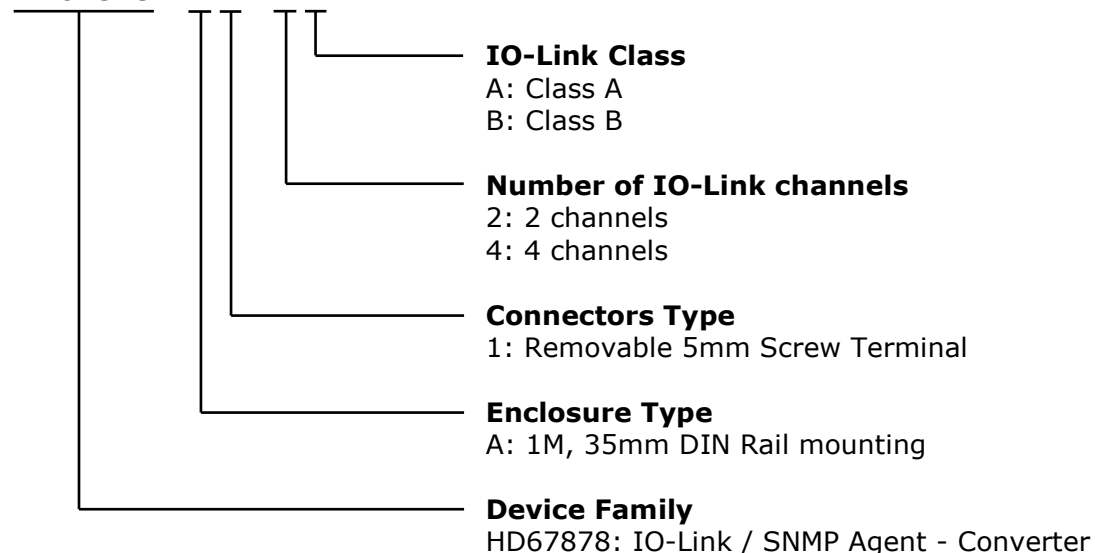 IO-Link Class
A: Class A
B: Class B
Number of IO-Link channels
2: 2 channels
4: 4 channels
Connectors Type
1: Removable 5mm Screw Terminal
Enclosure Type
A: 1M, 35mm DIN Rail mounting
Device Family
HD67878: IO-Link / SNMP Agent - Converter